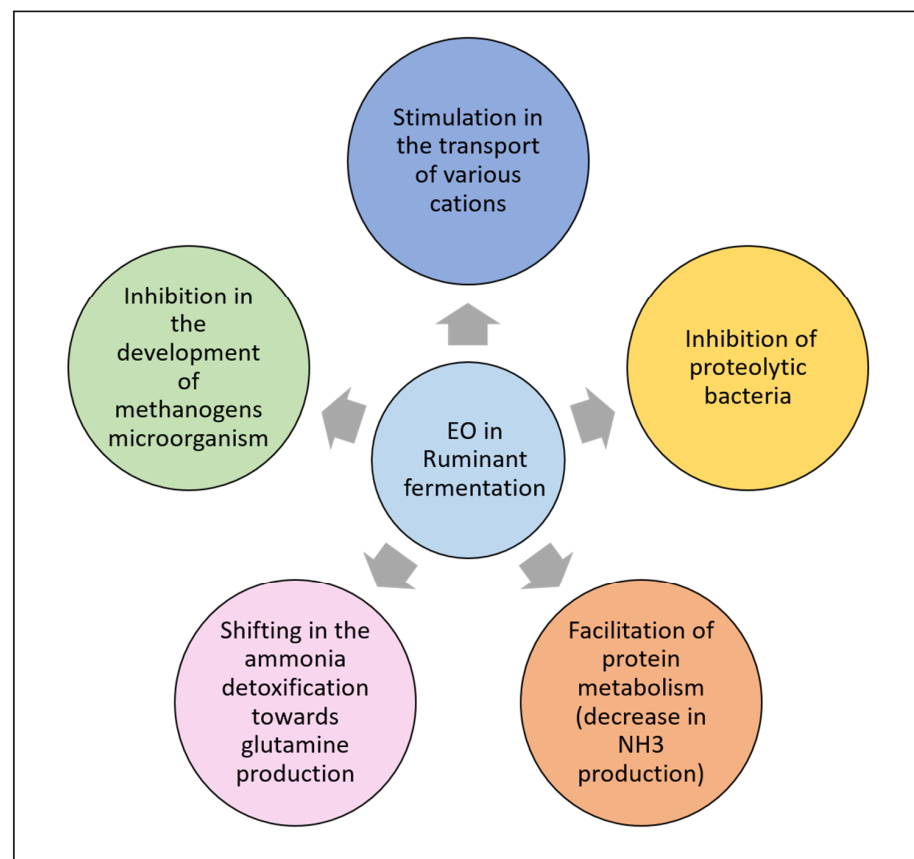 Stimulation in
the transport
of various
cations
Inhibition in
the
development
of
methanogens
microorganism
Inhibition of
proteolytic
bacteria
EO in
Ruminant
fermentation
Shifting in the
ammonia
detoxification
towards
glutamine
production
Facilitation of
protein
metabolism
(decrease in
NH3
production)